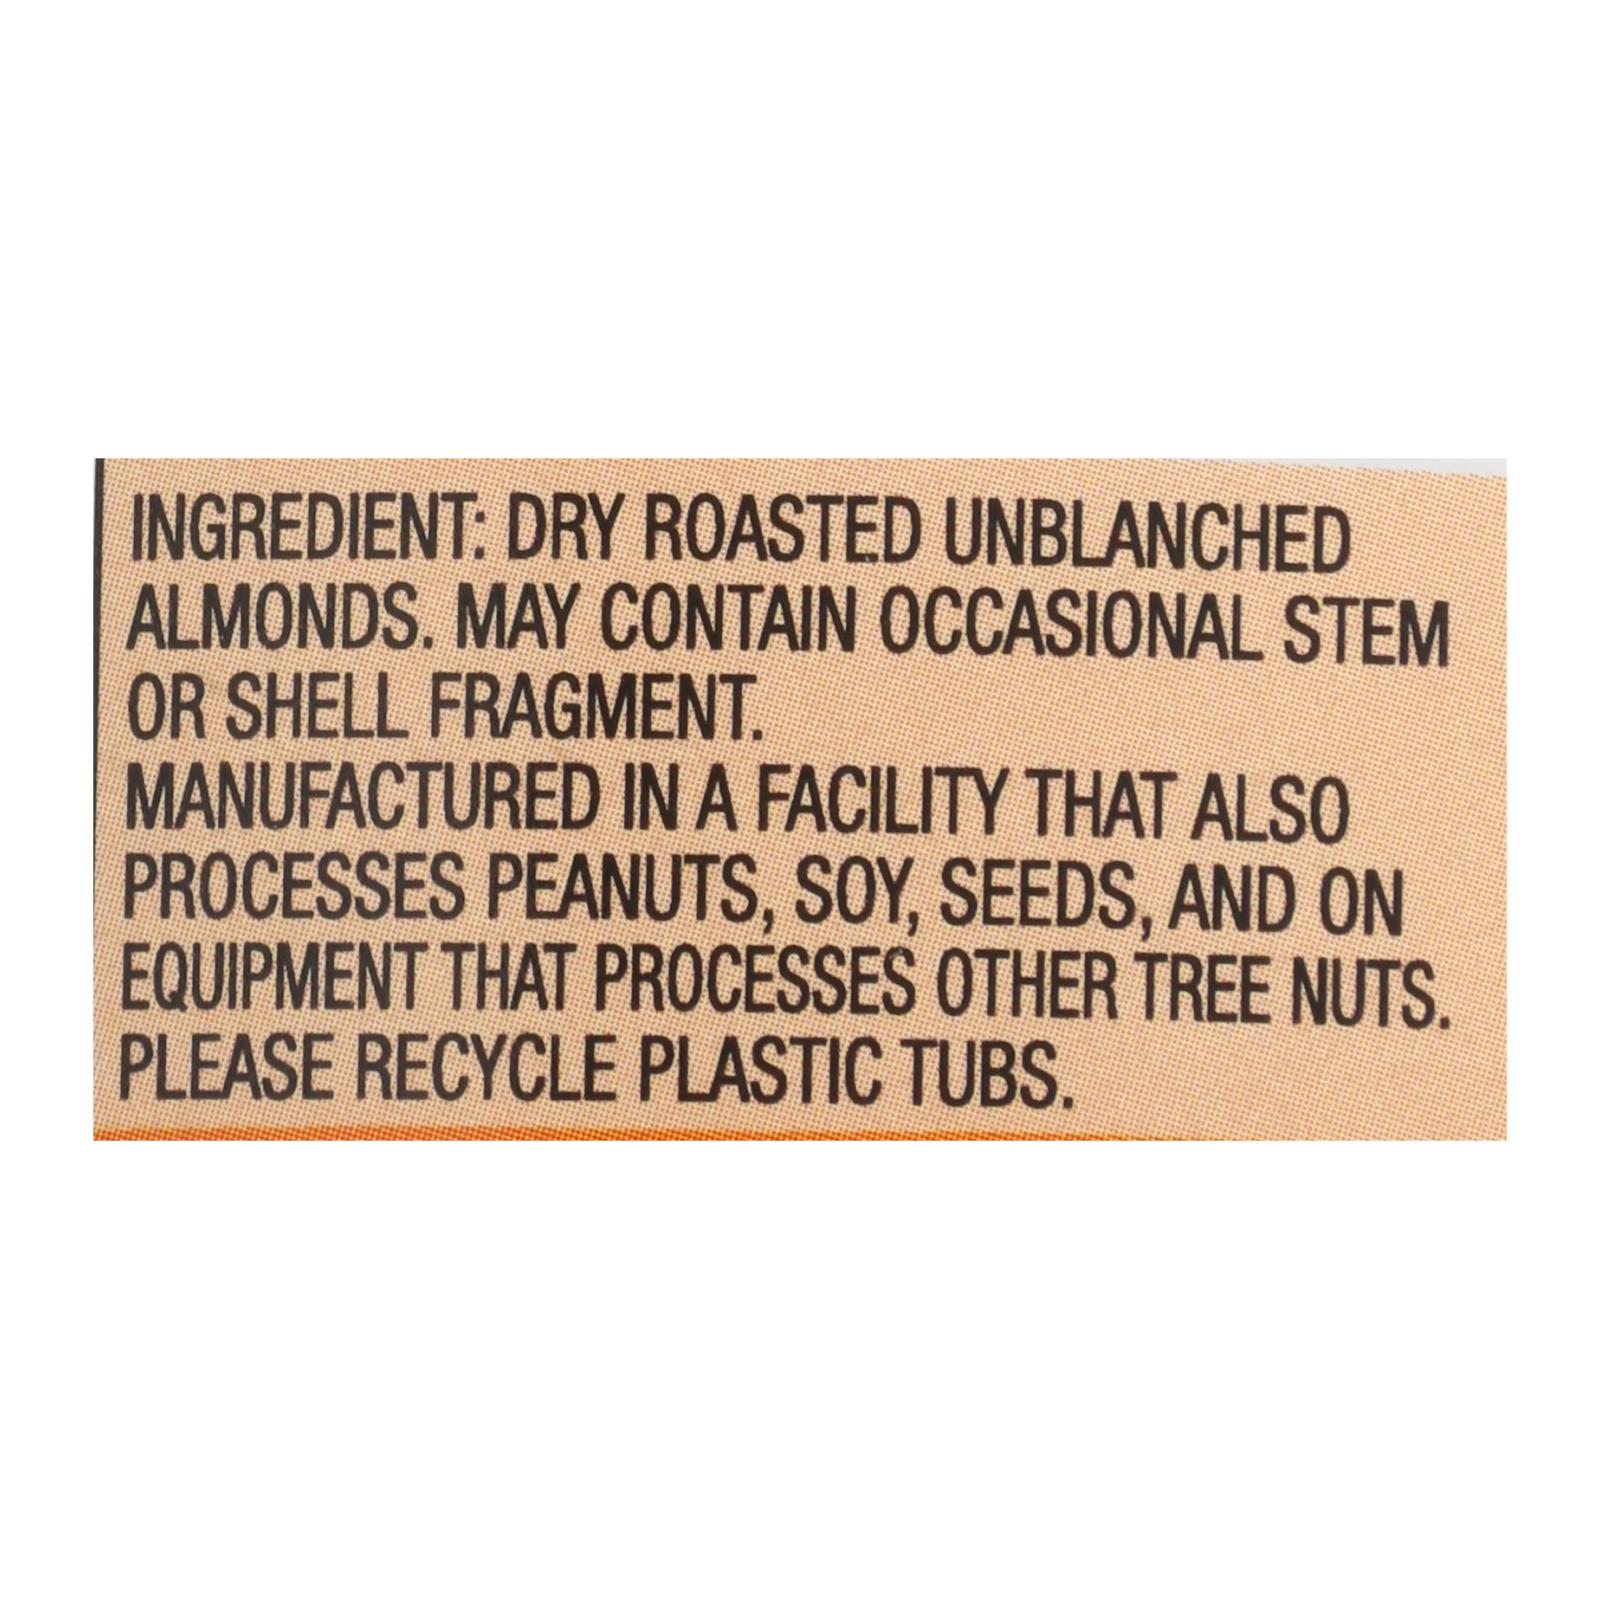 INGREDIENT: DRY ROASTED UNBLANCHED
ALMONDS. MAY CONTAIN OCCASIONAL STEM
OR SHELL FRAGMENT.
MANUFACTURED IN A FACILITY THAT ALSO
PROCESSES PEANUTS, SOY, SEEDS, AND ON
EQUIPMENT THAT PROCESSES OTHER TREE NUTS.
PLEASE RECYCLE PLASTIC TUBS.